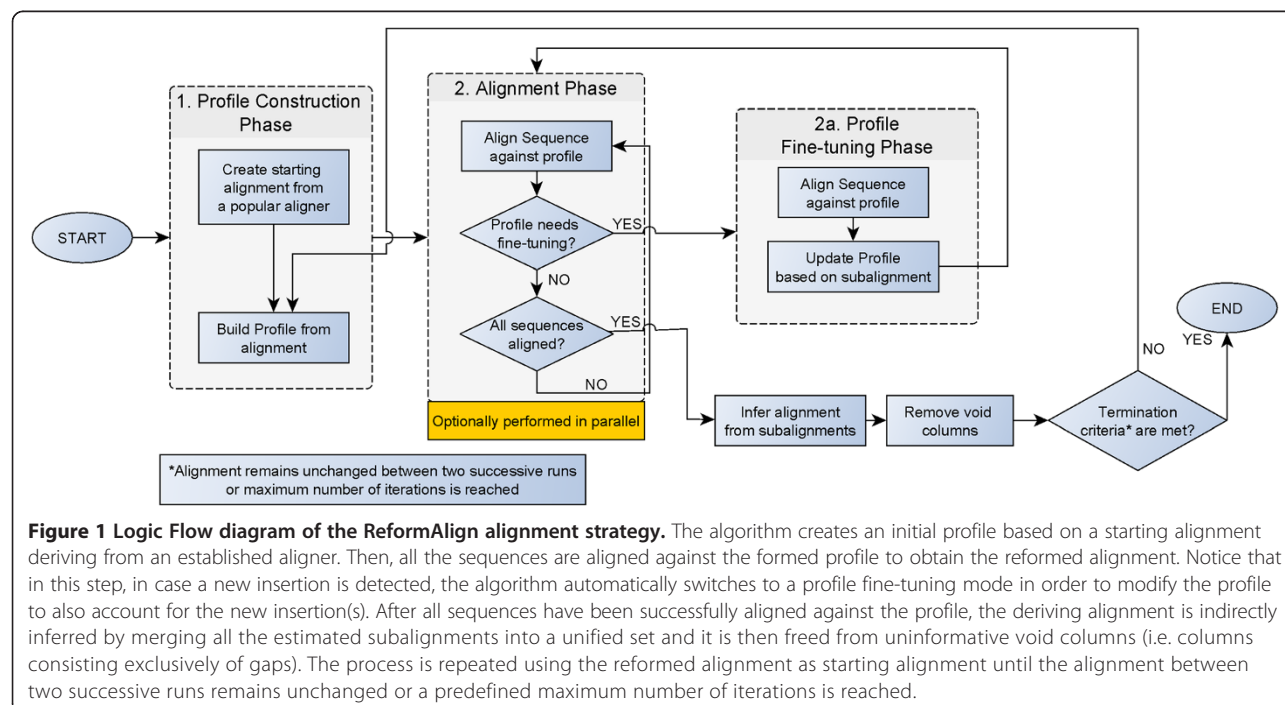 START
1. Profile Construction
Phase
Create starting
alignment from
a popular aligner
Build Profile from
alignment
2. Alignment Phase
Align Sequence
against profile
Profile needs
fine-tuning?
YES
NO
All sequences
aligned?
YES
NO
Optionally performed in parallel
2a. Profile
Fine-tuning Phase
Align Sequence
against profile
Update Profile
based on subalignment
Infer alignment
from subalignments
Remove void
columns
Termination
criteria* are met?
NO
YES
END
*Alignment remains unchanged between two successive runs
or maximum number of iterations is reached
Figure 1 Logic Flow diagram of the ReformAlign alignment strategy. The algorithm creates an initial profile based on a starting alignment
deriving from an established aligner. Then, all the sequences are aligned against the formed profile to obtain the reformed alignment. Notice that
in this step, in case a new insertion is detected, the algorithm automatically switches to a profile fine-tuning mode in order to modify the profile
to also account for the new insertion(s). After all sequences have been successfully aligned against the profile, the deriving alignment is indirectly
inferred by merging all the estimated subalignments into a unified set and it is then freed from uninformative void columns (i.e. columns
consisting exclusively of gaps). The process is repeated using the reformed alignment as starting alignment until the alignment between
two successive runs remains unchanged or a predefined maximum number of iterations is reached.